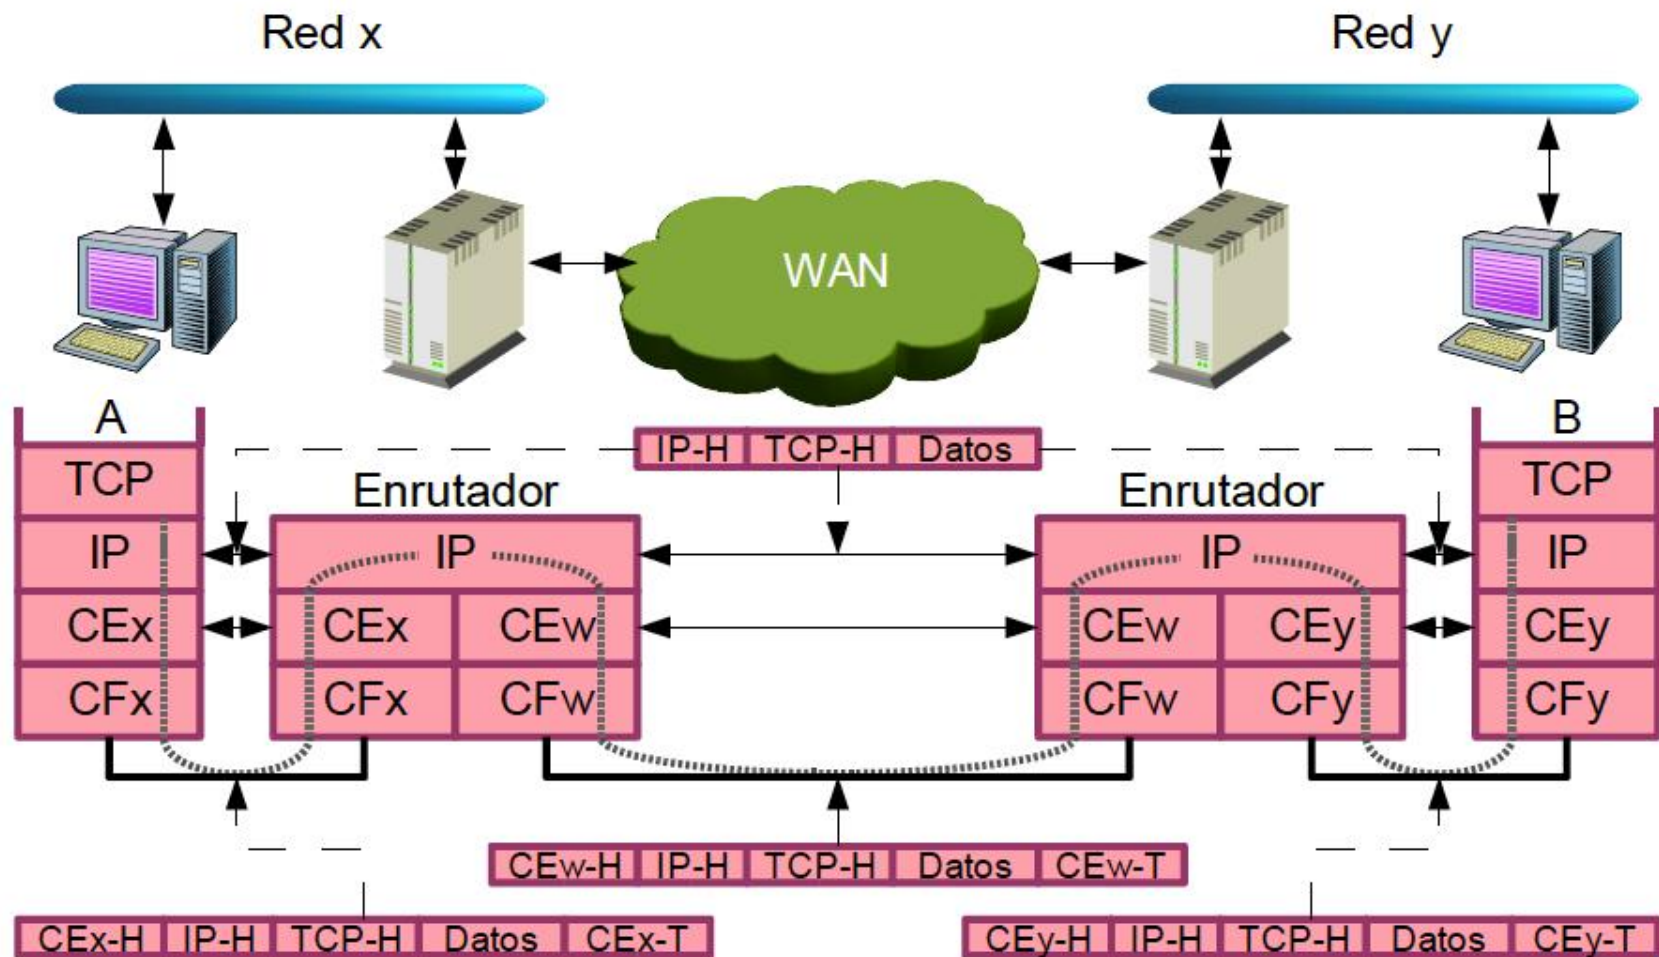 Red x
Red y
WAN
A
B
IP-H TCP-H Datos
TCP
Enrutador
Enrutador
TCP
IP
IP
IP
IP
CEx
CEx CEw
CEw CEy
CEy
CFx
CFx CFw
CFw CFy
CFy
CEw-H IP-H TCP-H Datos CEw-T
CEx-H IP-H TCP-H Datos CEx-T
CEy-H IP-H TCP-H Datos CEy-T